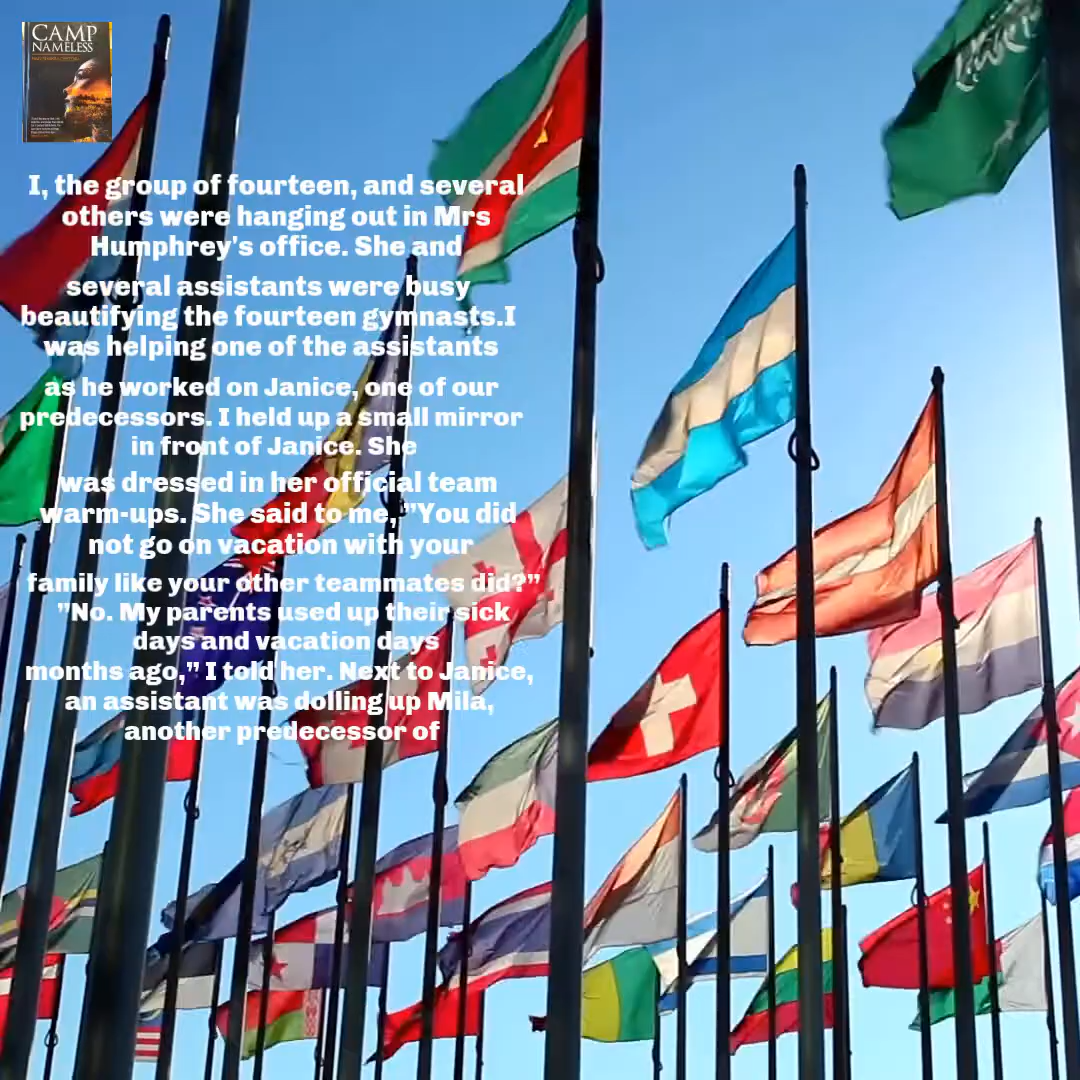 CAMP
NAMELESS
I, the group of fourteen, and several
others were hanging out in Mrs
Humphrey's office. She and
several assistants were busy
beautifying the fourteen gymnasts.I
was helping one of the assistants
as he worked on Janice, one of our
predecessors. I held up a small mirror
in front of Janice. She
was dressed in her official team
warm-ups. She said to me,”You did
not go on vacation with your
family like your other teammates did?”
”No. My parents used up their sick
days and vacation days
months ago,” I told her. Next to Janice,
an assistant was dolling up Mila,
another predecessor of